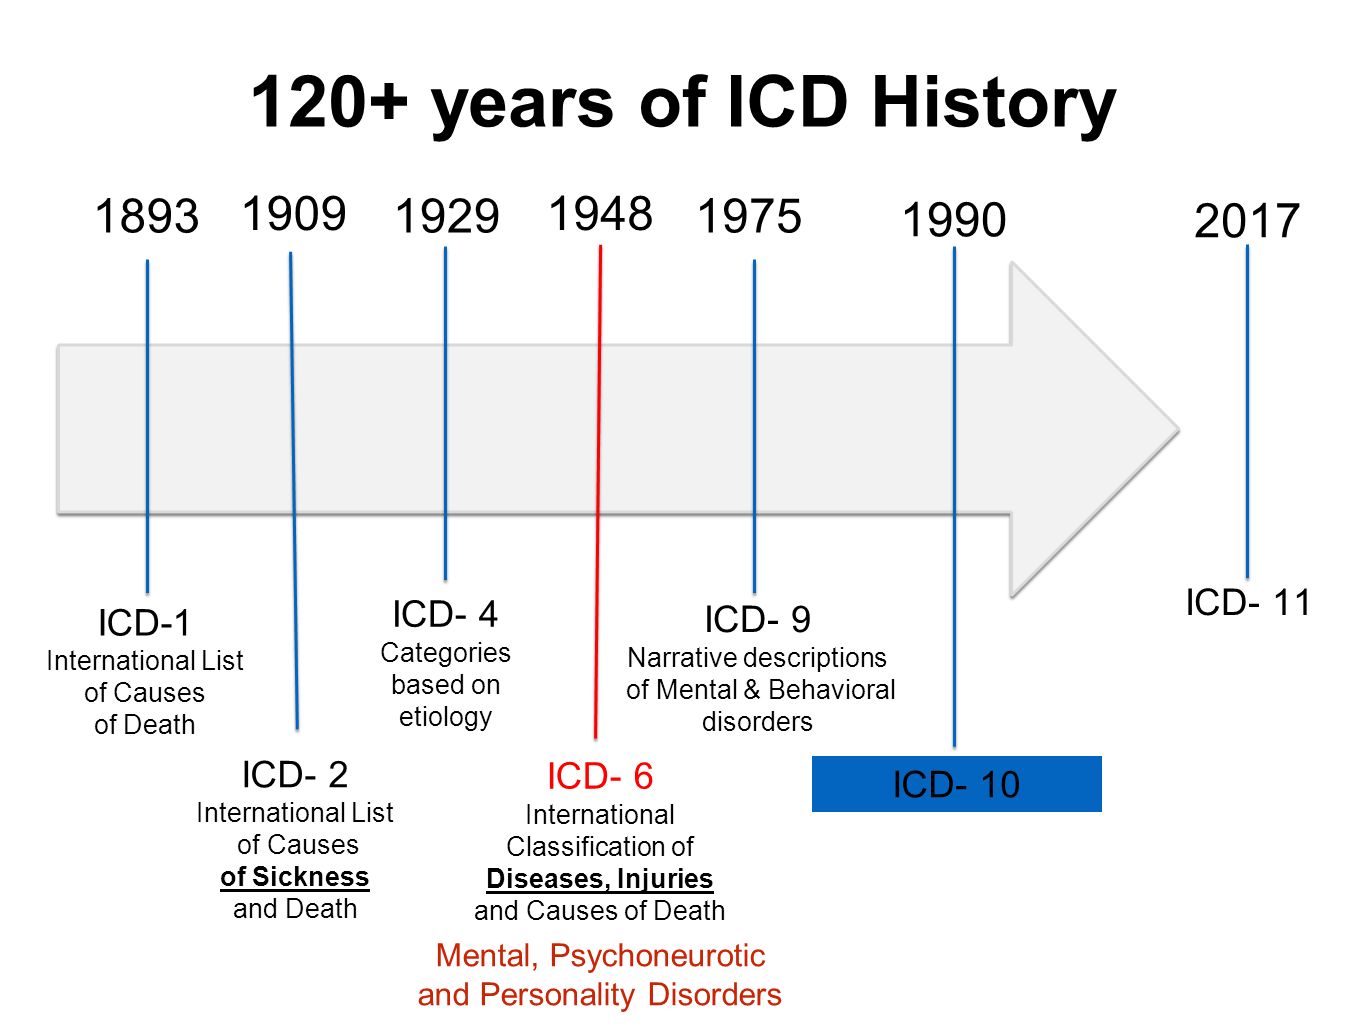 120+ years of ICD History
1893
1909
1929
1948
1975
1990
2017
ICD-1
International List
of Causes
of Death
ICD- 2
International List
of Causes
of Sickness
and Death
ICD- 4
Categories
based on
etiology
ICD- 6
International
Classification of
Diseases, Injuries
and Causes of Death
Mental, Psychoneurotic
and Personality Disorders
ICD- 9
Narrative descriptions
of Mental & Behavioral
disorders
ICD- 10
ICD- 11